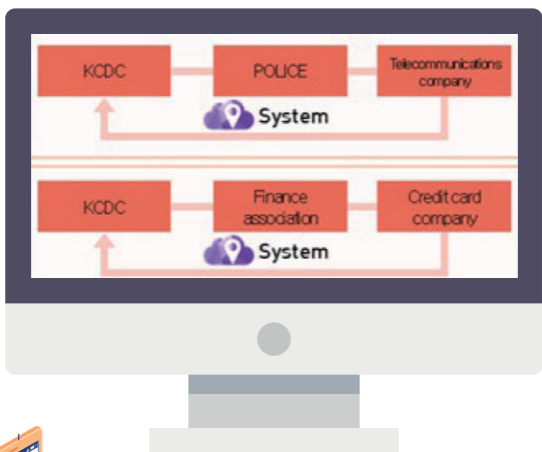 KCDC
POLICE
Telecommunications
company
System
KCDC
Finance
association
Credit card
company
System